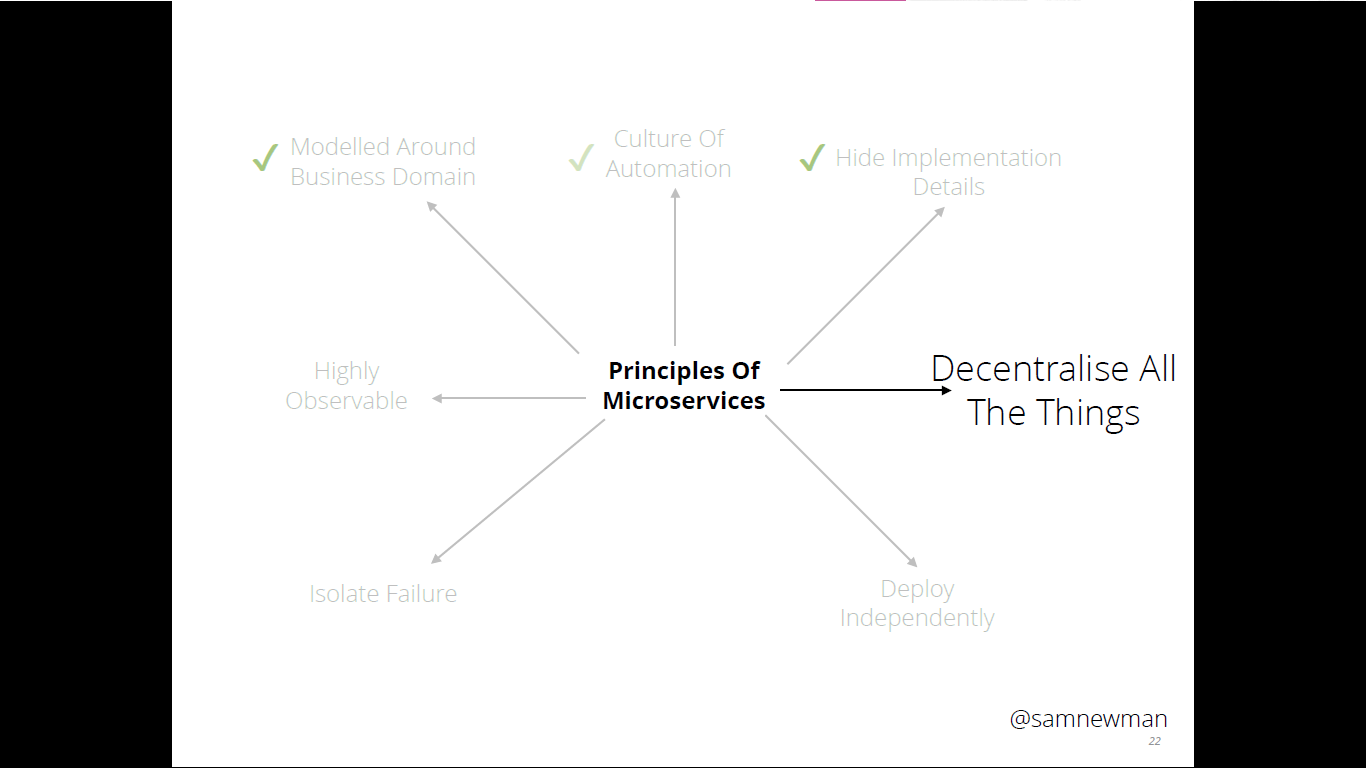 Modelled Around
Business Domain
Culture Of
Automation
Hide Implementation
Details
Highly
Observable
Principles Of
Microservices
Decentralise All
The Things
Isolate Failure
Deploy
Independently
@samnewman
22